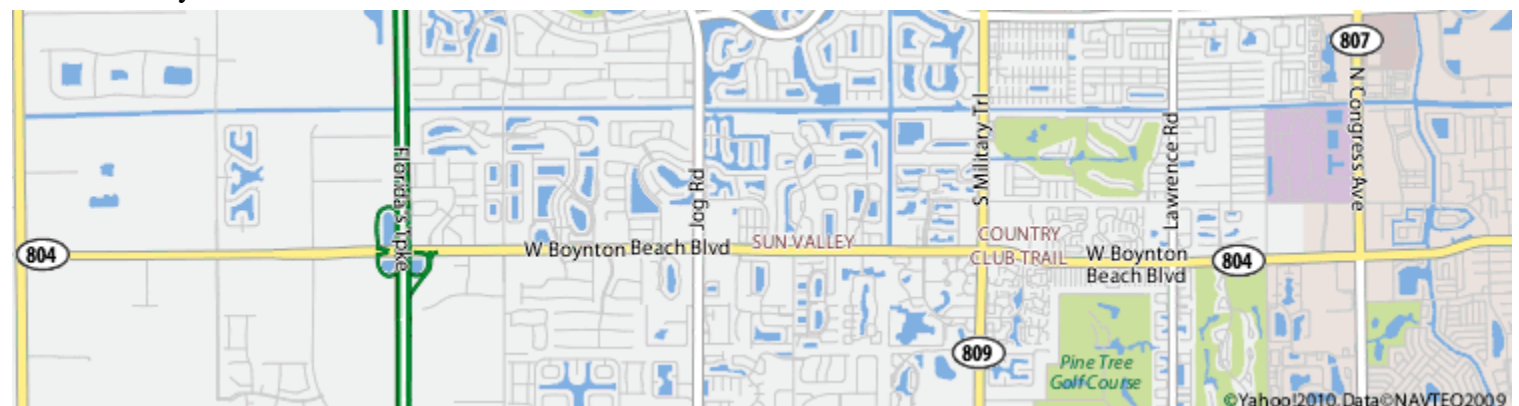 807
N Congress Ave
S Military Trl
Lawrence Rd
Florida's Tpke
Jog Rd
804
W Boynton Beach Blvd
SUN VALLEY
COUNTRY
CLUB TRAIL
W Boynton
Beach Blvd
804
809
Pine Tree
Golf Course
©Yahoo!2010, Data©NAVTEQ2009